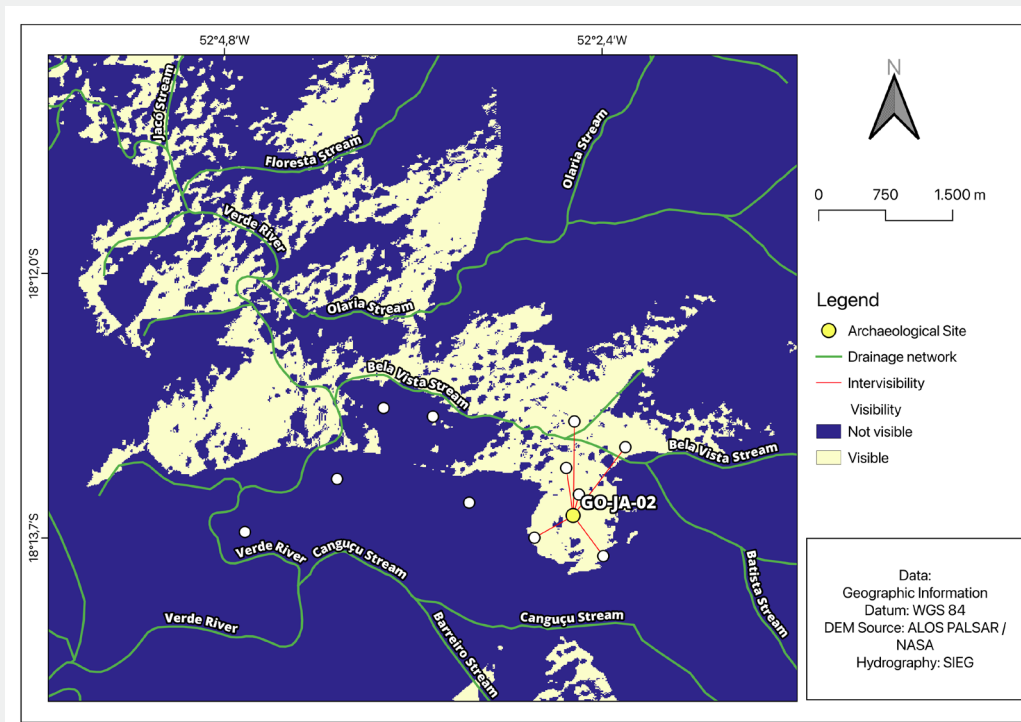 52°4,8'W
52°2,4'W
Jacó Stream
Floresta Stream
Olaria Stream
Verde River
18°12,0'S
Olaria Stream
Bela Vista Stream
Bela Vista Stream
GO-JA-02
18°13,7'S
Verde River
Canguçu Stream
Verde River
Barreiro Stream
Canguçu Stream
Batista Stream
N
0 750 1.500 m
Legend
Archaeological Site
Drainage network
Intervisibility
Visibility
Not visible
Visible
Data:
Geographic Information
Datum: WGS 84
DEM Source: ALOS PALSAR /
NASA
Hydrography: SIEG